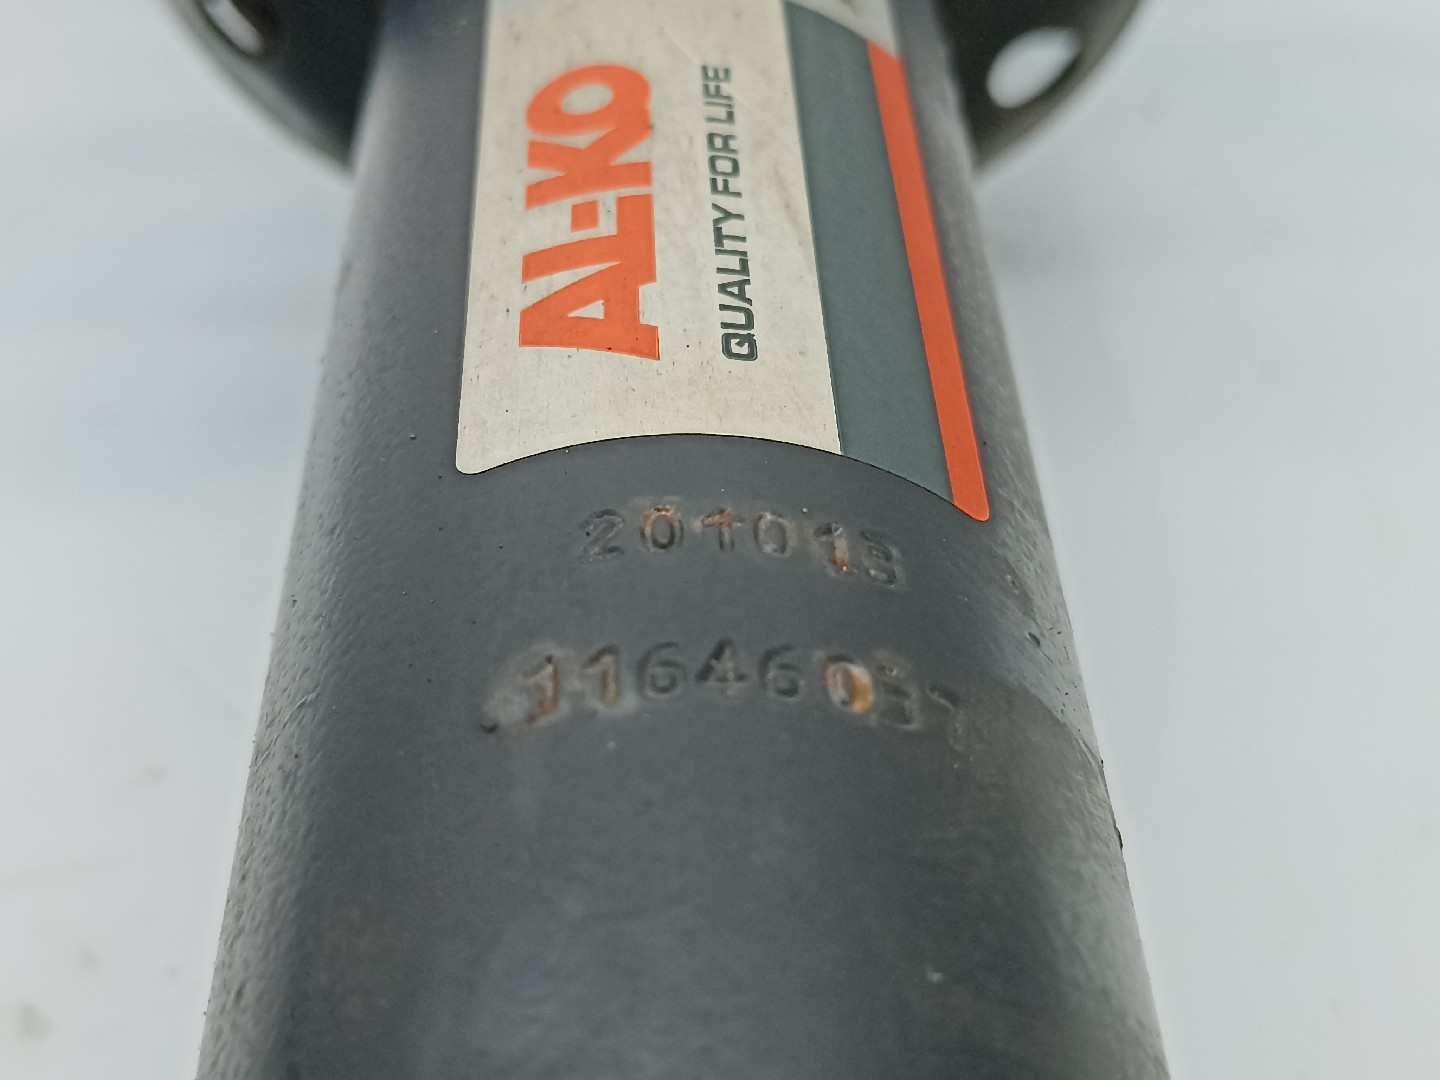 AL-KO
QUALITY FOR LIFE
201013